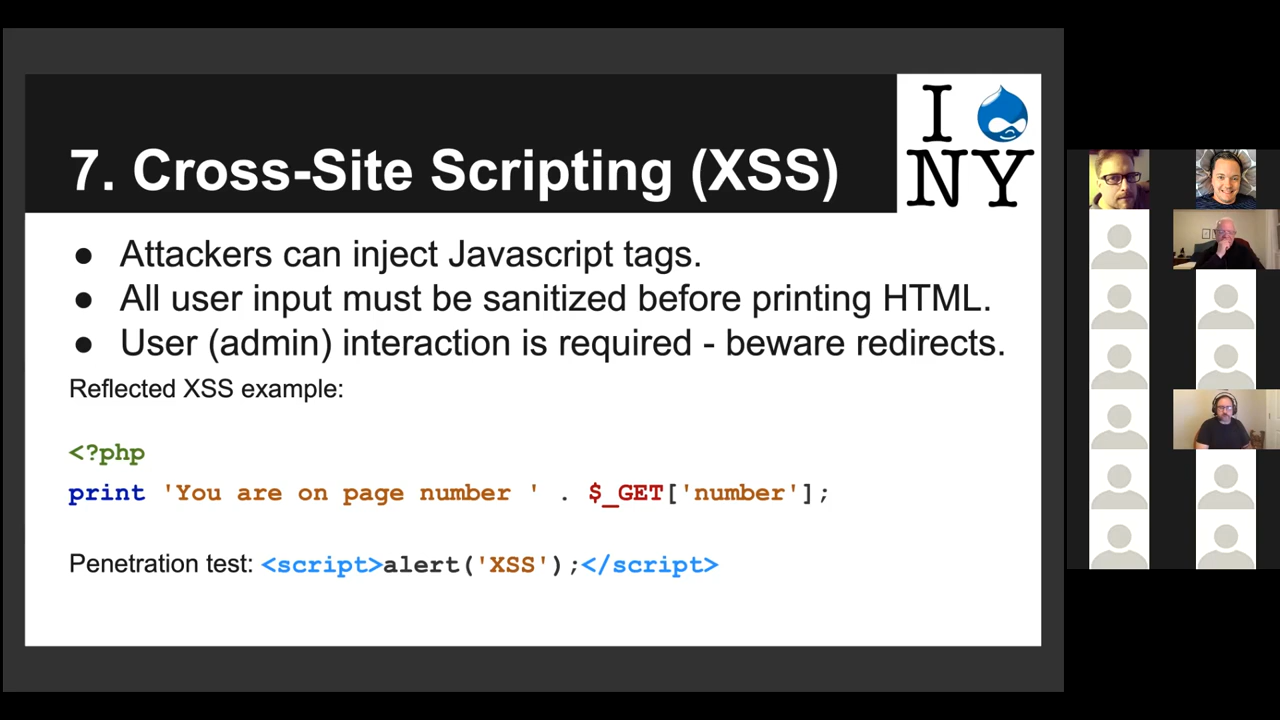 7. Cross-Site Scripting (XSS)
I
NY
● Attackers can inject Javascript tags.
● All user input must be sanitized before printing HTML.
● User (admin) interaction is required - beware redirects.
Reflected XSS example:
<?php
print 'You are on page number ' . $_GET['number'];
Penetration test: <script>alert('XSS');</script>